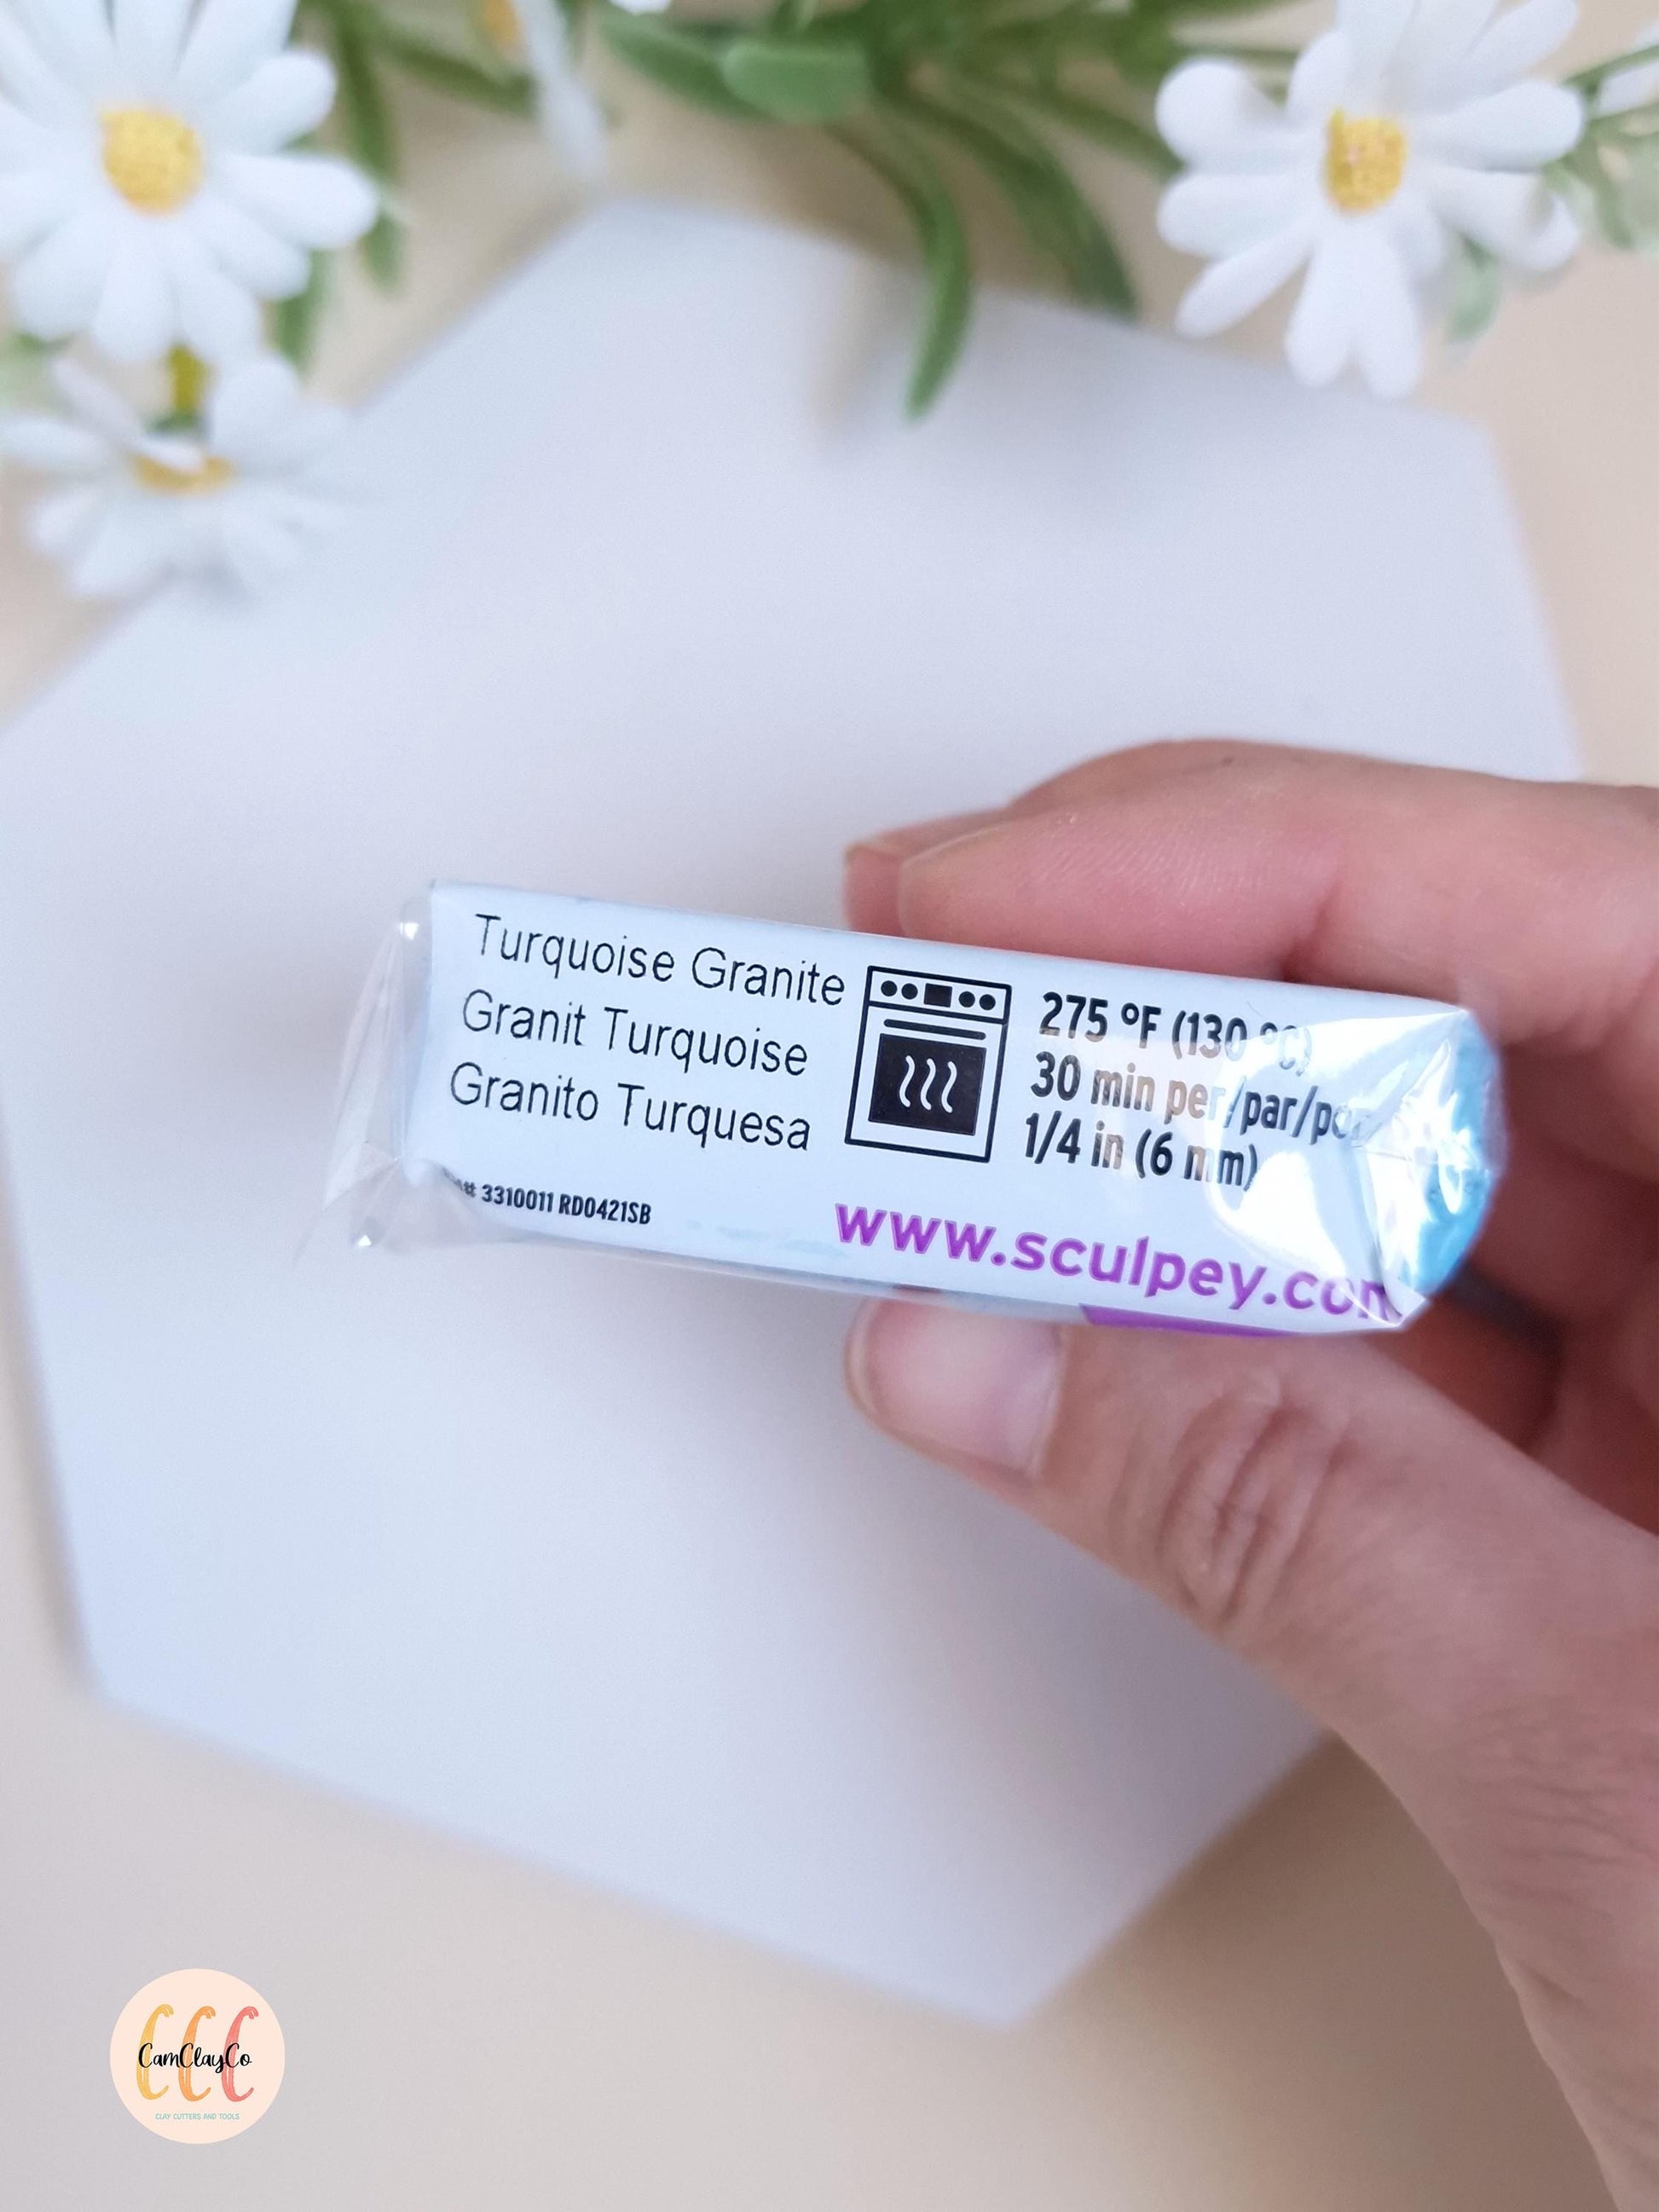 Turquoise Granite
Granit Turquoise
Granito Turquesa
275 °F (130 °C)
30 min per/par/por
1/4 in (6 mm)
3310011 RD0421SB
www.sculpey.com
CCC
CamClayCo
CLAY CUTTERS AND TOOLS